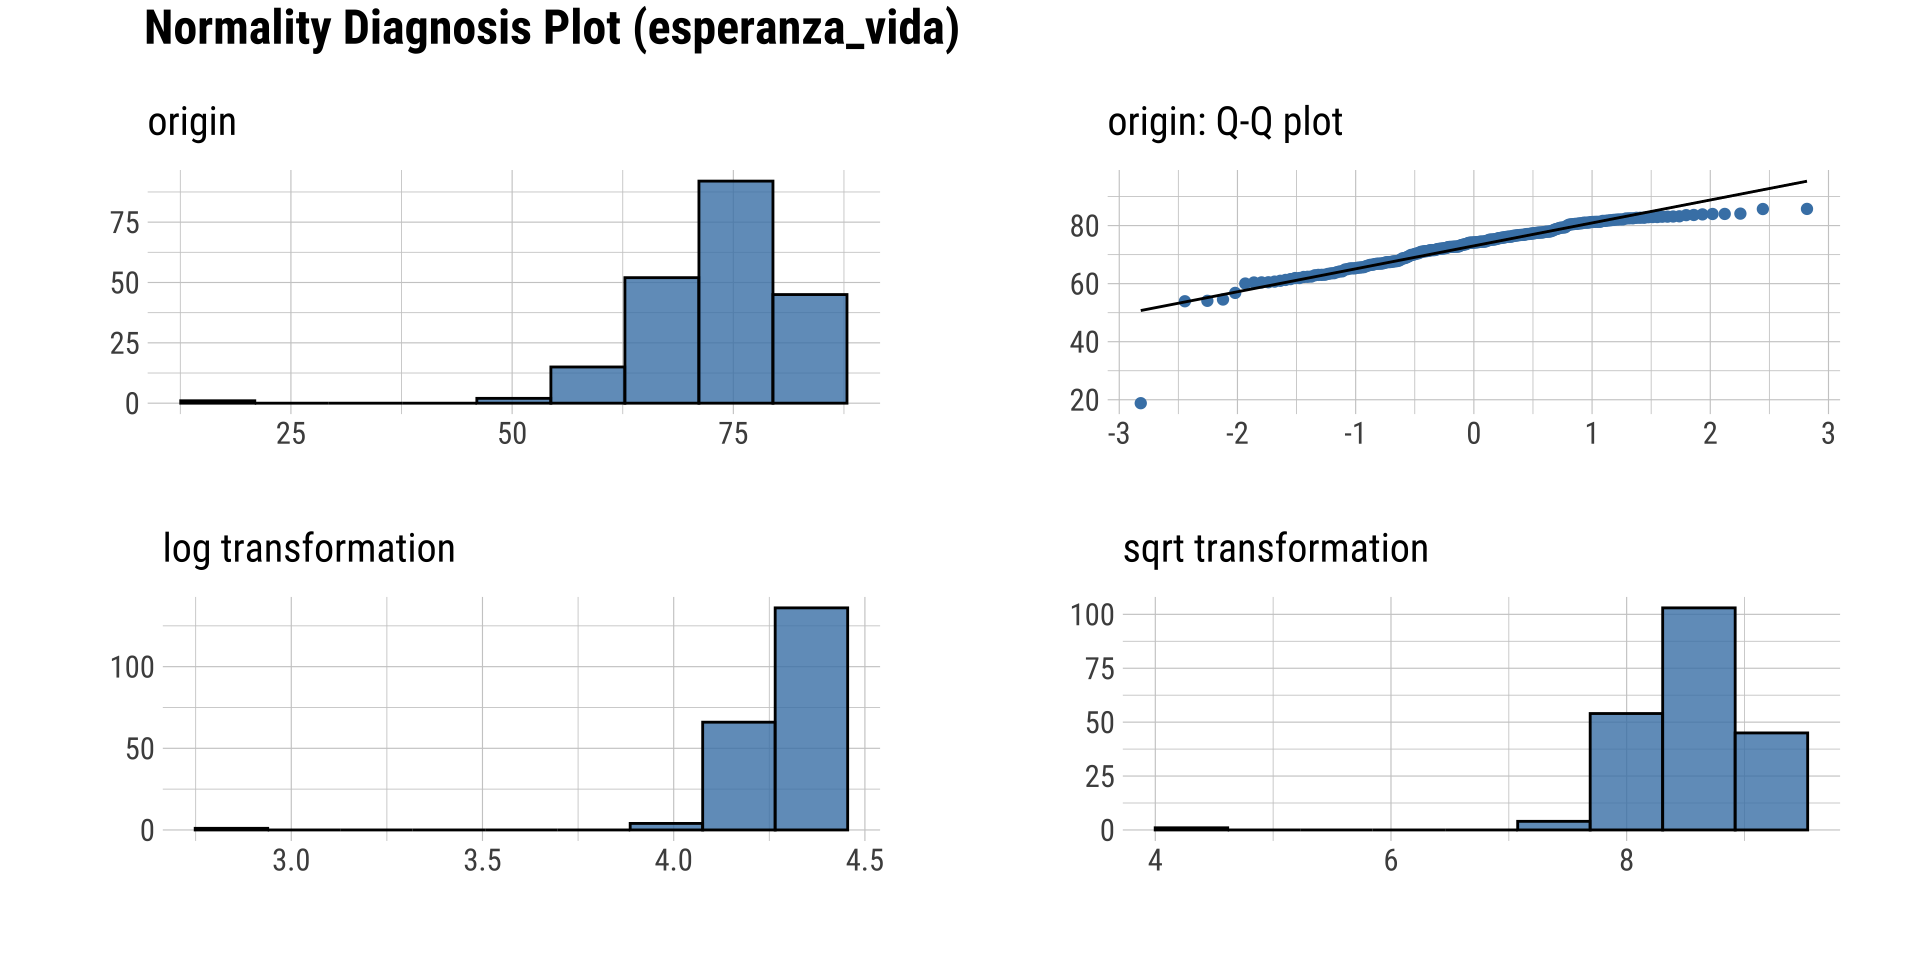 Normality Diagnosis Plot (esperanza_vida)
origin
75
50
25
0
25 50 75
origin: Q-Q plot
80
60
40
20
-3 -2 -1 0 1 2 3
log transformation
100
50
0
3.0 3.5 4.0 4.5
sqrt transformation
100
75
50
25
0
4 6 8